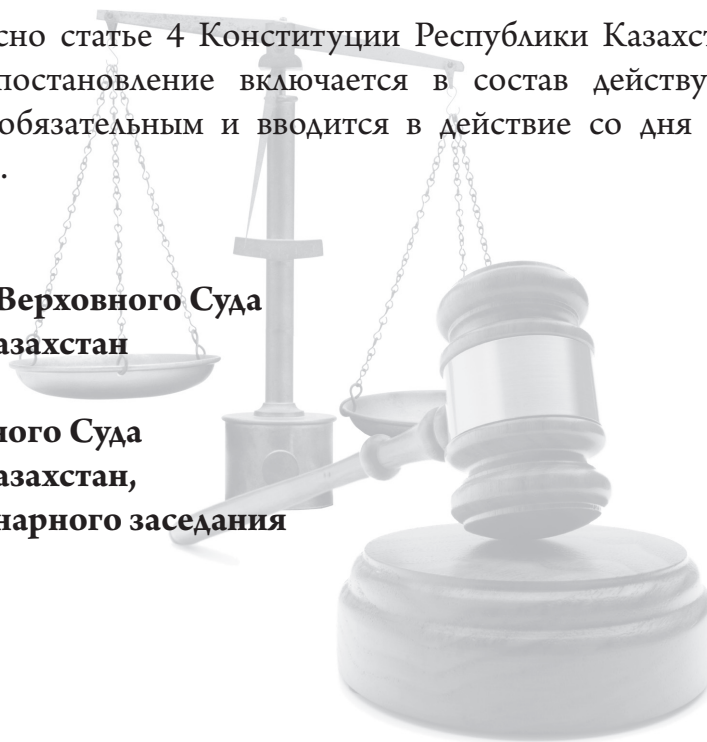 сно статье 4 Конституции Республики Казахст
постановление включается в состав действу
обязательным и вводится в действие со дня
.
Верховного Суда
азахстан
ного Суда
азахстан,
нарного заседания